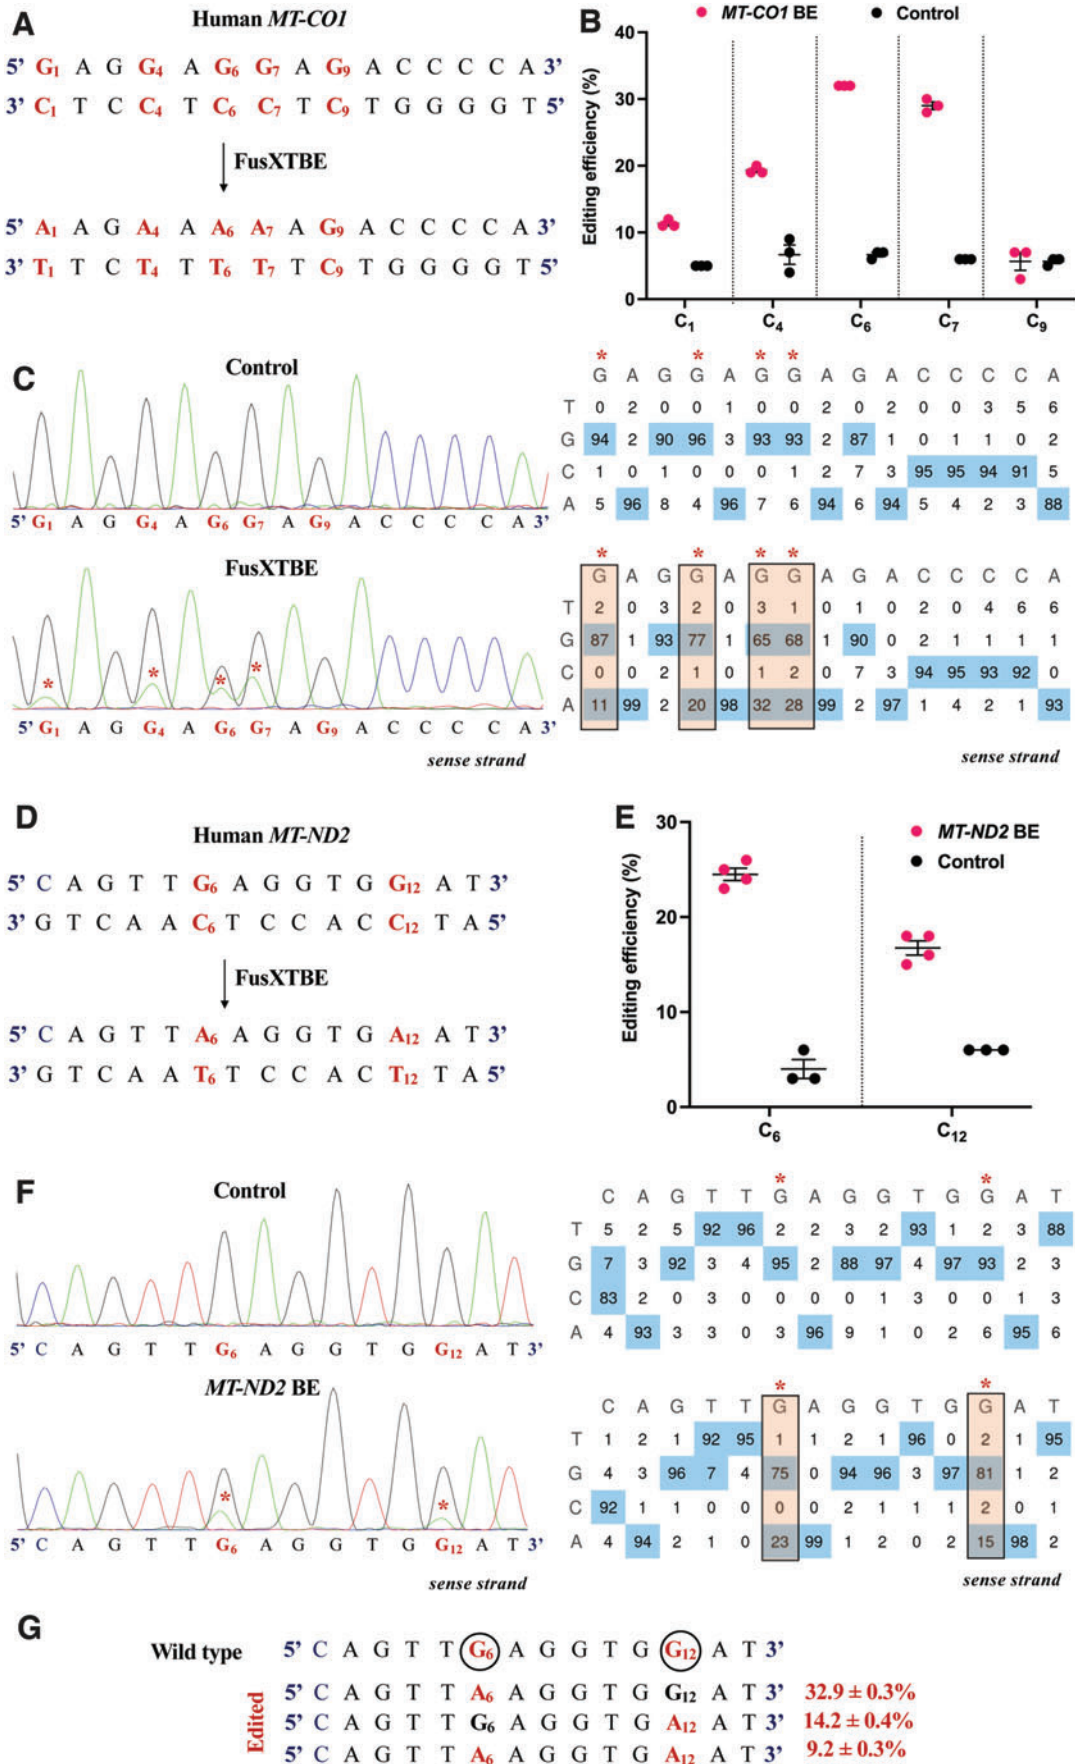 A
Human MT-CO1
5' G1 A G G4 A G6 G7 A G9 A C C C C A 3'
3' C1 T C C4 T C6 C7 T C9 T G G G G T 5'
FusXTBE
5' A1 A G A4 A A6 A7 A G9 A C C C C A 3'
3' T1 T C T4 T T6 T7 T C9 T G G G G T 5'
B
MT-CO1 BE
Control
Editing efficiency (%)
40
30
20
10
0
C1 C4 C6 C7 C9
C
Control
5' G1 A G G4 A G6 G7 A G9 A C C C C A 3'
FusXTBE
* * * *
5' G1 A G G4 A G6 G7 A G9 A C C C C A 3'
sense strand
* * * *
G A G G A G G A G A C C C C A
T 0 2 0 0 1 0 0 2 0 2 0 0 3 5 6
G 94 2 90 96 3 93 93 2 87 1 0 1 1 0 2
C 1 0 1 0 0 0 1 2 7 3 95 95 94 91 5
A 5 96 8 4 96 7 6 94 6 94 5 4 2 3 88
* * * *
G A G G A G G A G A C C C C A
T 2 0 3 2 0 3 1 0 1 0 2 0 4 6 6
G 87 1 93 77 1 65 68 1 90 0 2 1 1 1 1
C 0 0 2 1 0 1 2 0 7 3 94 95 93 92 0
A 11 99 2 20 98 32 28 99 2 97 1 4 2 1 93
sense strand
D
Human MT-ND2
5' C A G T T G6 A G G T G G12 A T 3'
3' G T C A A C6 T C C A C C12 T A 5'
FusXTBE
5' C A G T T A6 A G G T G A12 A T 3'
3' G T C A A T6 T C C A C T12 T A 5'
E
MT-ND2 BE
Control
Editing efficiency (%)
30
20
10
0
C6 C12
F
Control
5' C A G T T G6 A G G T G G12 A T 3'
MT-ND2 BE
* *
5' C A G T T G6 A G G T G G12 A T 3'
sense strand
* *
C A G T T G A G G T G G A T
T 5 2 5 92 96 2 2 3 2 93 1 2 3 88
G 7 3 92 3 4 95 2 88 97 4 97 93 2 3
C 83 2 0 3 0 0 0 0 1 3 0 0 1 3
A 4 93 3 3 0 3 96 9 1 0 2 6 95 6
* *
C A G T T G A G G T G G A T
T 1 2 1 92 95 1 1 2 1 96 0 2 1 95
G 4 3 96 7 4 75 0 94 96 3 97 81 1 2
C 92 1 1 0 0 0 2 1 1 1 1 2 0 1
A 4 94 2 1 0 23 99 1 2 0 2 15 98 2
sense strand
G
Wild type 5' C A G T T G6 A G G T G G12 A T 3'
Edited
5' C A G T T A6 A G G T G G12 A T 3' 32.9 ± 0.3%
5' C A G T T G6 A G G T G A12 A T 3' 14.2 ± 0.4%
5' C A G T T A6 A G G T G A12 A T 3' 9.2 ± 0.3%